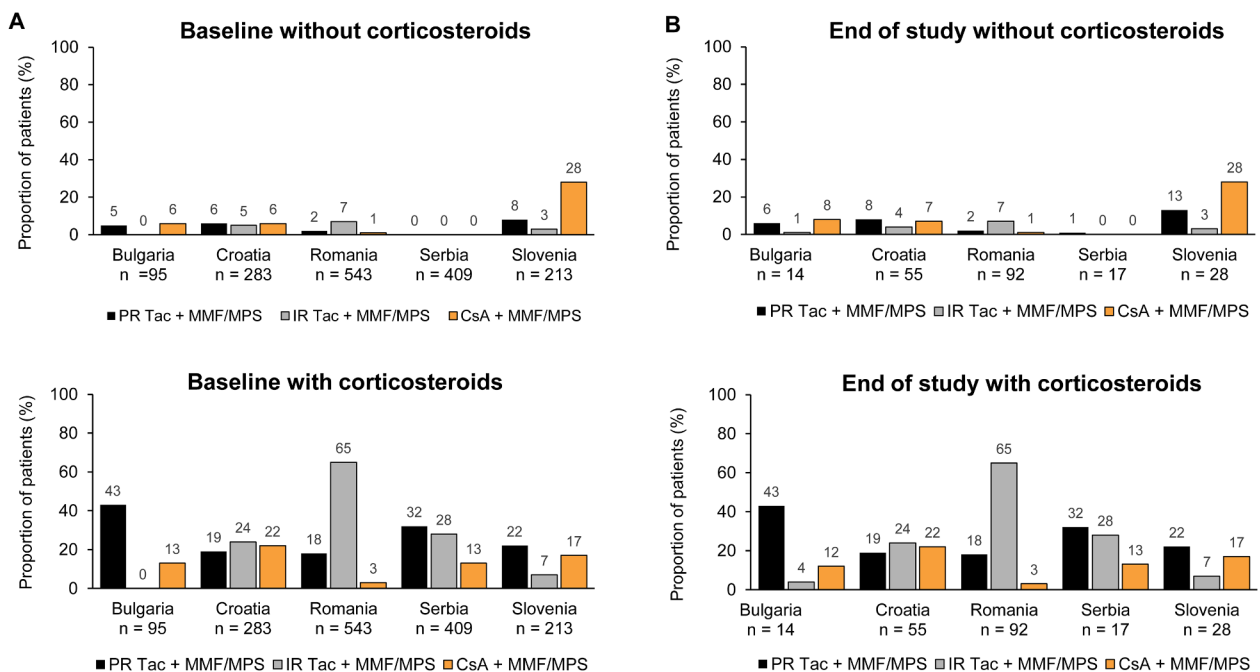 A
Baseline without corticosteroids
Proportion of patients (%)
100
80
60
40
20
0
5 0 6 6 5 6 2 7 1 0 0 0 8 3 28
Bulgaria Croatia Romania Serbia Slovenia
n =95 n = 283 n = 543 n = 409 n = 213
PR Tac + MMF/MPS IR Tac + MMF/MPS CsA + MMF/MPS
B
End of study without corticosteroids
Proportion of patients (%)
100
80
60
40
20
0
6 1 8 8 4 7 2 7 1 1 0 0 13 3 28
Bulgaria Croatia Romania Serbia Slovenia
n = 14 n = 55 n = 92 n = 17 n = 28
PR Tac + MMF/MPS IR Tac + MMF/MPS CsA + MMF/MPS
Baseline with corticosteroids
Proportion of patients (%)
100
80
60
40
20
0
43 0 13 19 24 22 18 65 3 32 28 13 22 7 17
Bulgaria Croatia Romania Serbia Slovenia
n = 95 n = 283 n = 543 n = 409 n = 213
PR Tac + MMF/MPS IR Tac + MMF/MPS CsA + MMF/MPS
End of study with corticosteroids
Proportion of patients (%)
100
80
60
40
20
0
43 4 12 19 24 22 18 65 3 32 28 13 22 7 17
Bulgaria Croatia Romania Serbia Slovenia
n = 14 n = 55 n = 92 n = 17 n = 28
PR Tac + MMF/MPS IR Tac + MMF/MPS CsA + MMF/MPS